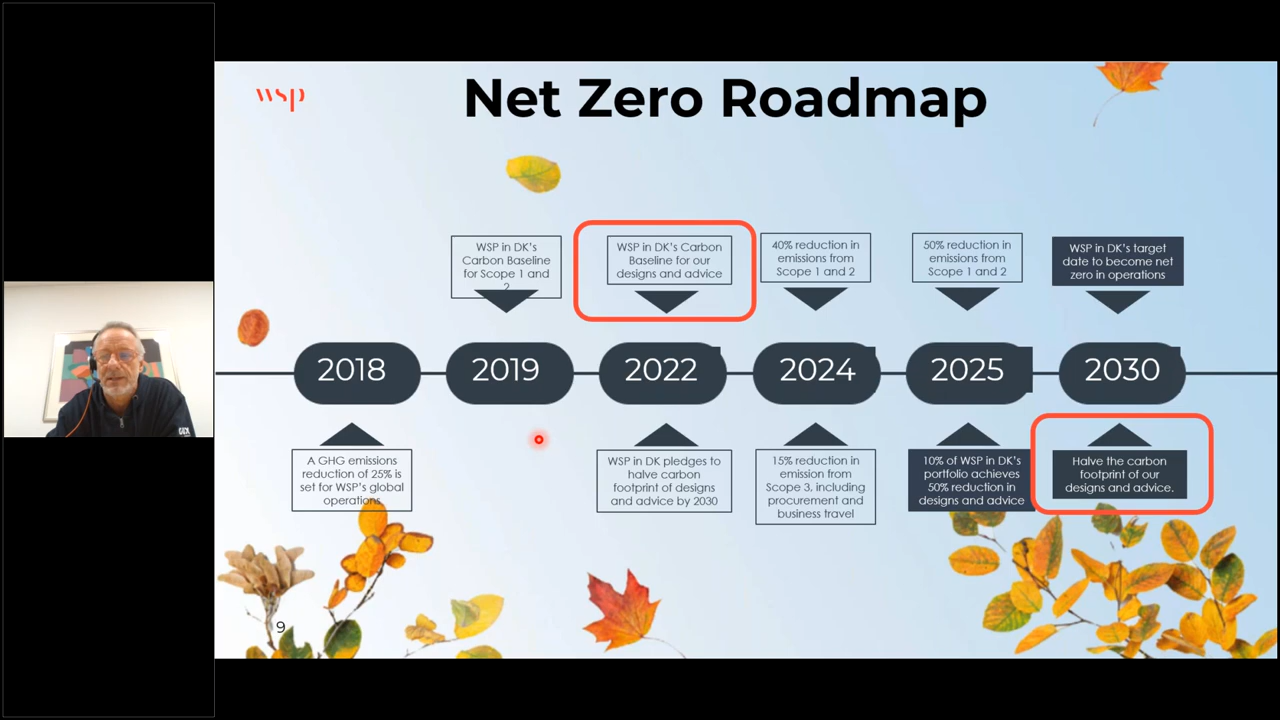 wsp
Net Zero Roadmap
WSP in DK's
Carbon Baseline
for Scope 1 and
2
WSP in DK's Carbon
Baseline for our
designs and advice
40% reduction in
emissions from
Scope 1 and 2
50% reduction in
emissions from
Scope 1 and 2
WSP in DK's target
date to become net
zero in operations
2018
2019
2022
2024
2025
2030
A GHG emissions
reduction of 25% is
set for WSP's global
operations
WSP in DK pledges to
halve carbon
footprint of designs
and advice by 2030
15% reduction in
emission from
Scope 3, including
procurement and
business travel
10% of WSP in DK's
portfolio achieves
50% reduction in
designs and advice
Halve the carbon
footprint of our
designs and advice.
9